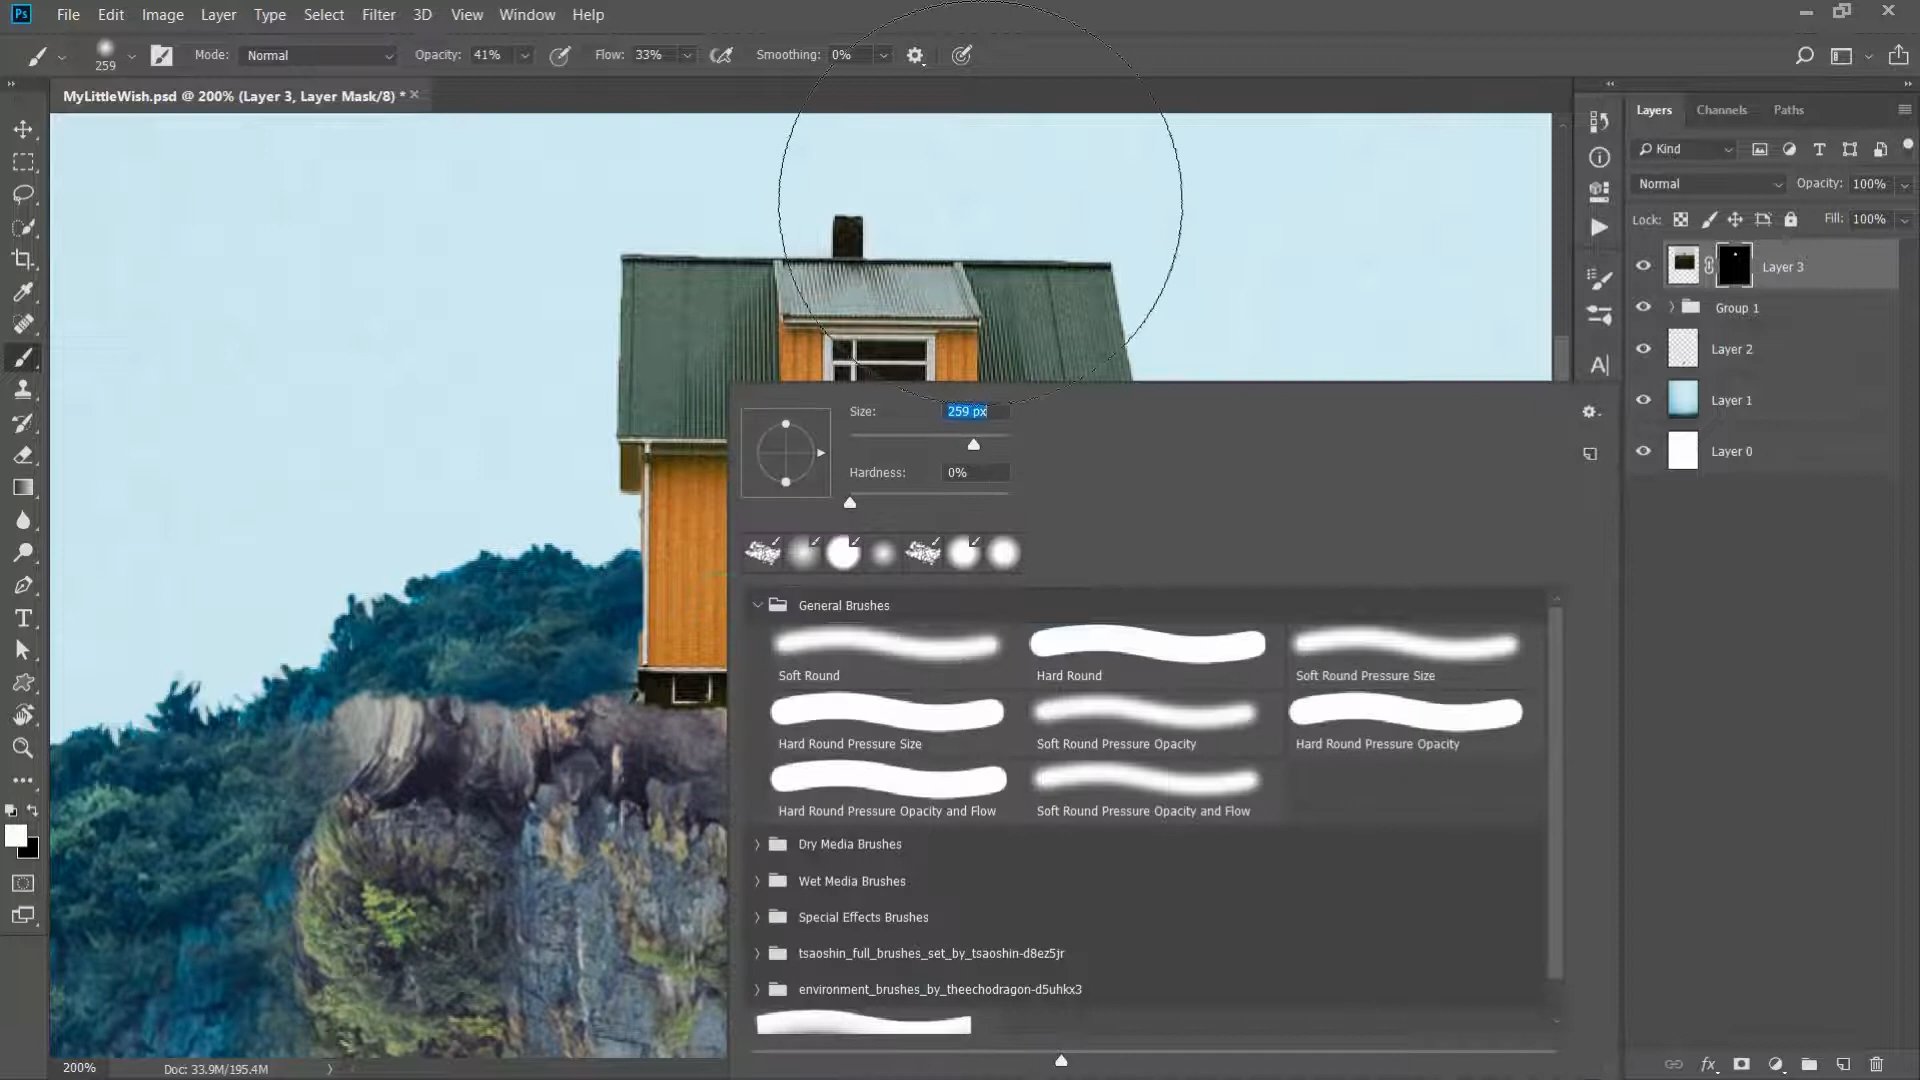 Ps File Edit Image Layer Type Select Filter 3D View Window Help
259 Mode: Normal Opacity: 41% Flow: 33% Smoothing: 0%
MyLittleWish.psd @ 200% (Layer 3, Layer Mask/8) *
Layers Channels Paths
Kind
Normal Opacity: 100%
Lock: Fill: 100%
Layer 3
Group 1
Layer 2
Layer 1
Layer 0
Size: 259 px
Hardness: 0%
General Brushes
Soft Round Hard Round Soft Round Pressure Size
Hard Round Pressure Size Soft Round Pressure Opacity Hard Round Pressure Opacity
Hard Round Pressure Opacity and Flow Soft Round Pressure Opacity and Flow
Dry Media Brushes
Wet Media Brushes
Special Effects Brushes
tsaoshin_full_brushes_set_by_tsaoshin-d8ez5jr
environment_brushes_by_theechodragon-d5uhkx3
200% Doc: 33.9M/195.4M